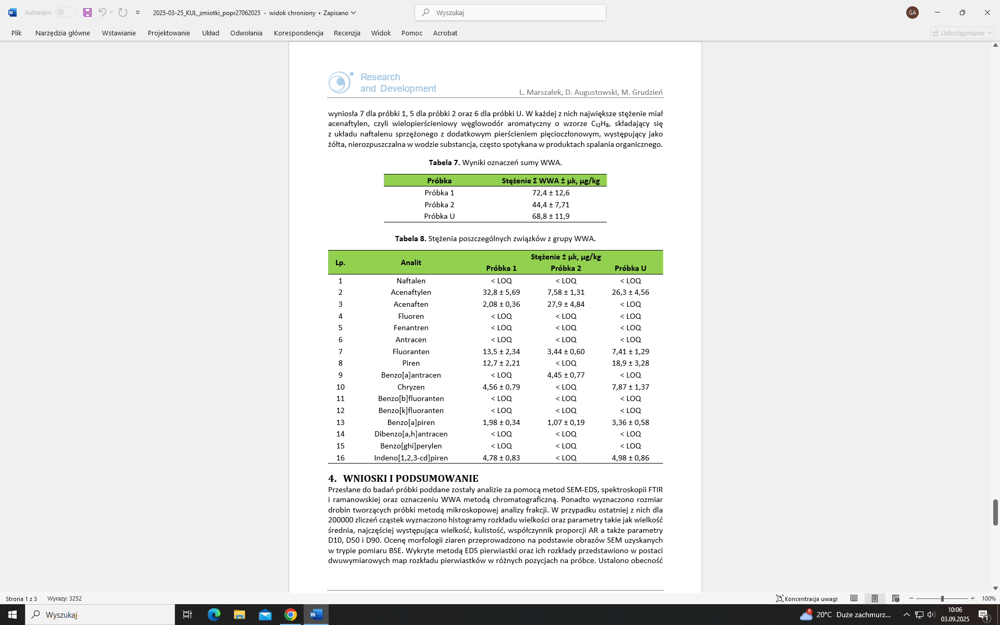 Autozapis
2025-03-25_KUL_zmiotki_popr27062025 - widok chroniony • Zapisano
Wyszukaj
GA
Plik Narzędzia główne Wstawianie Projektowanie Układ Odwołania Korespondencja Recenzja Widok Pomoc Acrobat Udostępnianie
Research
and Development
L. Marszałek, D. Augustowski, M. Grudzień
wyniosła 7 dla próbki 1, 5 dla próbki 2 oraz 6 dla próbki U. W każdej z nich największe stężenie miał
acenaftylen, czyli wielopierścieniowy węglowodór aromatyczny o wzorze C₁₂H₈, składający się
z układu naftalenu sprzężonego z dodatkowym pierścieniem pięcioczłonowym, występujący jako
żółta, nierozpuszczalna w wodzie substancja, często spotykana w produktach spalania organicznego.
Tabela 7. Wyniki oznaczeń sumy WWA.
Próbka Stężenie Σ WWA ± μk, μg/kg
Próbka 1 72,4 ± 12,6
Próbka 2 44,4 ± 7,71
Próbka U 68,8 ± 11,9
Tabela 8. Stężenia poszczególnych związków z grupy WWA.
Lp. Analit Stężenie ± μk, μg/kg
Próbka 1 Próbka 2 Próbka U
1 Naftalen < LOQ < LOQ < LOQ
2 Acenaftylen 32,8 ± 5,69 7,58 ± 1,31 26,3 ± 4,56
3 Acenaften 2,08 ± 0,36 27,9 ± 4,84 < LOQ
4 Fluoren < LOQ < LOQ < LOQ
5 Fenantren < LOQ < LOQ < LOQ
6 Antracen < LOQ < LOQ < LOQ
7 Fluoranten 13,5 ± 2,34 3,44 ± 0,60 7,41 ± 1,29
8 Piren 12,7 ± 2,21 < LOQ 18,9 ± 3,28
9 Benzo[a]antracen < LOQ 4,45 ± 0,77 < LOQ
10 Chryzen 4,56 ± 0,79 < LOQ 7,87 ± 1,37
11 Benzo[b]fluoranten < LOQ < LOQ < LOQ
12 Benzo[k]fluoranten < LOQ < LOQ < LOQ
13 Benzo[a]piren 1,98 ± 0,34 1,07 ± 0,19 3,36 ± 0,58
14 Dibenzo[a,h]antracen < LOQ < LOQ < LOQ
15 Benzo[ghi]perylen < LOQ < LOQ < LOQ
16 Indeno[1,2,3-cd]piren 4,78 ± 0,83 < LOQ 4,98 ± 0,86
4. WNIOSKI I PODSUMOWANIE
Przesłane do badań próbki poddane zostały analizie za pomocą metod SEM-EDS, spektroskopii FTIR
i ramanowskiej oraz oznaczeniu WWA metodą chromatograficzną. Ponadto wyznaczono rozmiar
drobin tworzących próbki metodą mikroskopowej analizy frakcji. W przypadku ostatniej z nich dla
200000 zliczeń cząstek wyznaczono histogramy rozkładu wielkości oraz parametry takie jak wielkość
średnia, najczęściej występująca wielkość, kulistość, współczynnik proporcji AR a także parametry
D10, D50 i D90. Ocenę morfologii ziaren przeprowadzono na podstawie obrazów SEM uzyskanych
w trypie pomiaru BSE. Wykryte metodą EDS pierwiastki oraz ich rozkłady przedstawiono w postaci
dwuwymiarowych map rozkładu pierwiastków w różnych pozycjach na próbce. Ustalono obecność
Strona 1 z 3 Wyrazy: 3252 Koncentracja uwagi 100%
Wyszukaj
5
20°C Duże zachmurz...
10:06
03.09.2025
1